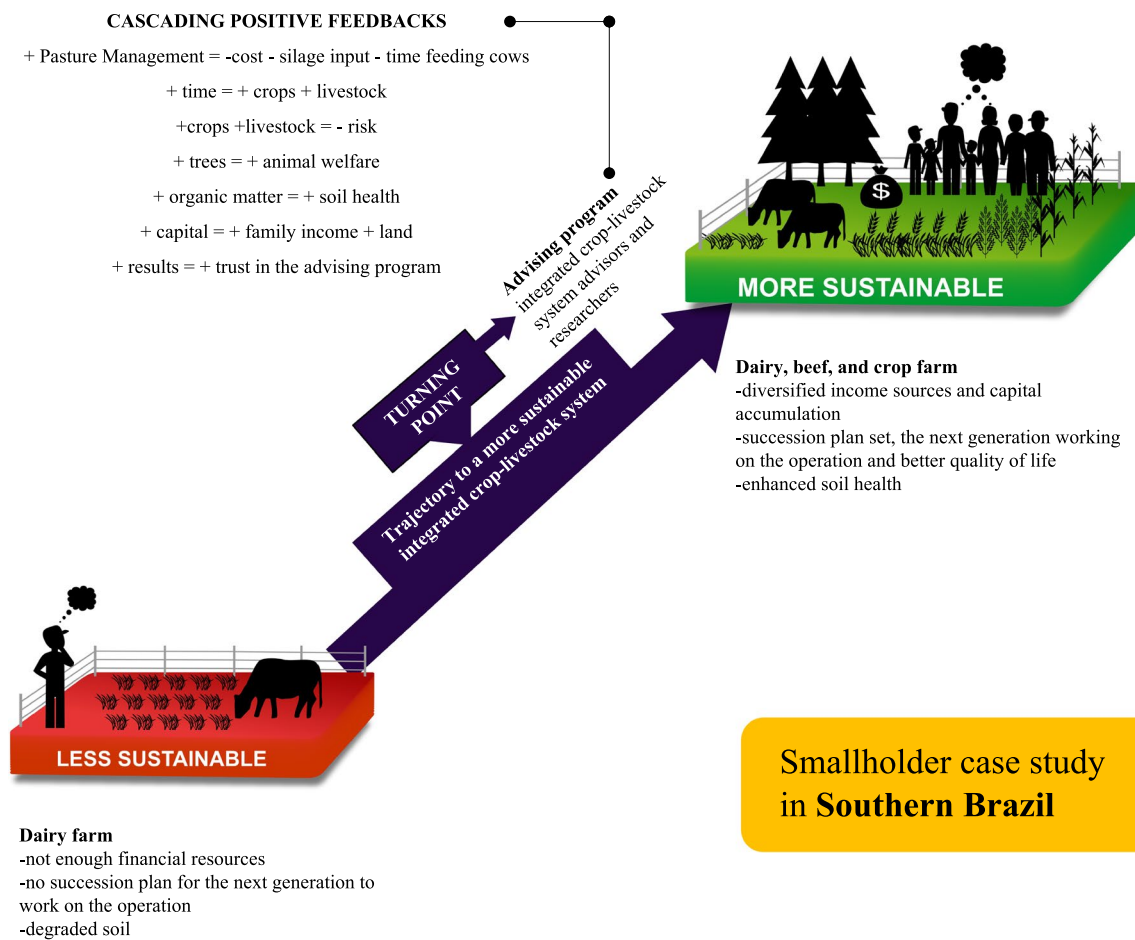 CASCADING POSITIVE FEEDBACKS
+ Pasture Management = -cost - silage input - time feeding cows
+ time = + crops + livestock
+crops +livestock = - risk
+ trees = + animal welfare
+ organic matter = + soil health
+ capital = + family income + land
+ results = + trust in the advising program
Advising program
integrated crop-livestock
system advisors and
researchers
TURNING
POINT
Trajectory to a more sustainable
integrated crop-livestock system
$
MORE SUSTAINABLE
Dairy, beef, and crop farm
-diversified income sources and capital
accumulation
-succession plan set, the next generation working
on the operation and better quality of life
-enhanced soil health
LESS SUSTAINABLE
Dairy farm
-not enough financial resources
-no succession plan for the next generation to
work on the operation
-degraded soil
Smallholder case study
in Southern Brazil